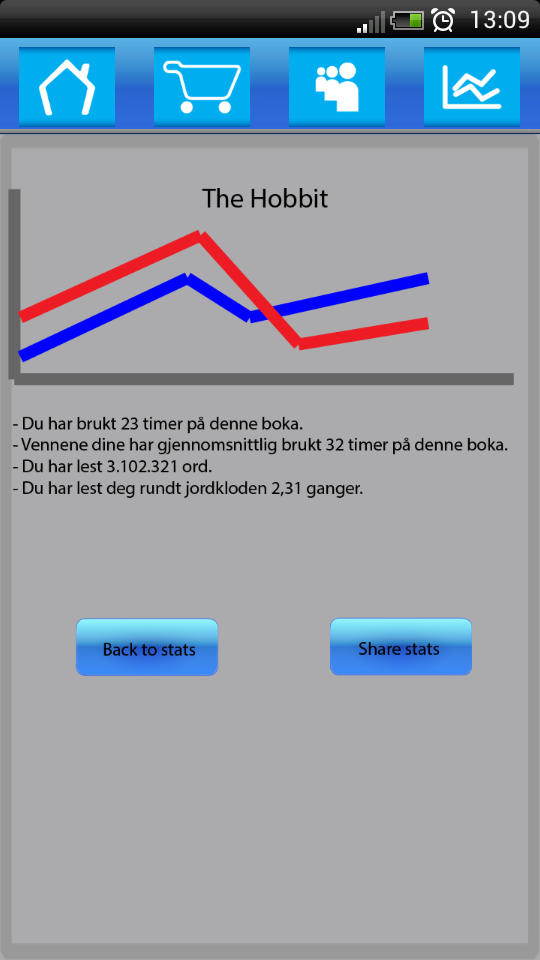 13:09
The Hobbit
- Du har brukt 23 timer på denne boka.
- Vennene dine har gjennomsnittlig brukt 32 timer på denne boka.
- Du har lest 3.102.321 ord.
- Du har lest deg rundt jordkloden 2,31 ganger.
Back to stats
Share stats